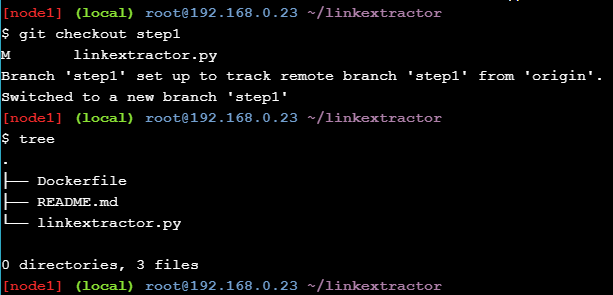 [node1] (local) root@192.168.0.23 ~/linkextractor
$ git checkout step1
M       linkextractor.py
Branch 'step1' set up to track remote branch 'step1' from 'origin'.
Switched to a new branch 'step1'
[node1] (local) root@192.168.0.23 ~/linkextractor
$ tree
.
├── Dockerfile
├── README.md
└── linkextractor.py
0 directories, 3 files
[node1] (local) root@192.168.0.23 ~/linkextractor